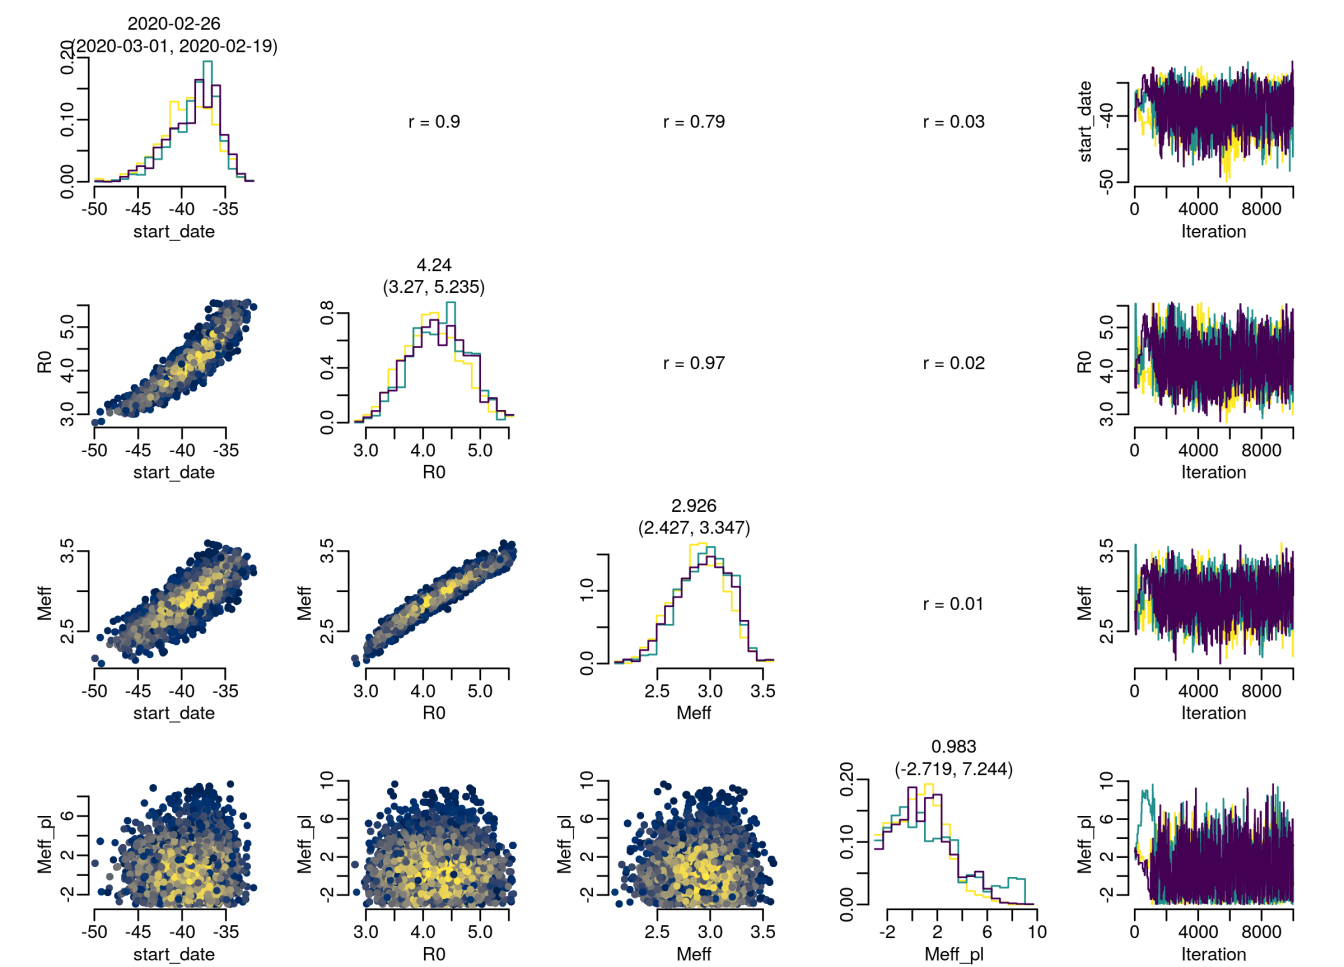 2020-02-26
(2020-03-01, 2020-02-19)
0.00 0.10 0.20
-50 -45 -40 -35
start_date
r = 0.9
r = 0.79
r = 0.03
start_date
-50 -40
0 4000 8000
Iteration
R0
3.0 4.0 5.0
-50 -45 -40 -35
start_date
4.24
(3.27, 5.235)
0.0 0.4 0.8
3.0 4.0 5.0
R0
r = 0.97
r = 0.02
R0
3.0 4.0 5.0
0 4000 8000
Iteration
Meff
2.5 3.5
-50 -45 -40 -35
start_date
Meff
2.5 3.5
3.0 4.0 5.0
R0
2.926
(2.427, 3.347)
0.0 1.0
2.5 3.0 3.5
Meff
r = 0.01
Meff
2.5 3.5
0 4000 8000
Iteration
Meff_pl
-2 2 6
-50 -45 -40 -35
start_date
Meff_pl
-2 2 6 10
3.0 4.0 5.0
R0
Meff_pl
-2 2 6 10
2.5 3.0 3.5
Meff
0.983
(-2.719, 7.244)
0.00 0.10 0.20
-2 2 6 10
Meff_pl
Meff_pl
-2 2 6 10
0 4000 8000
Iteration